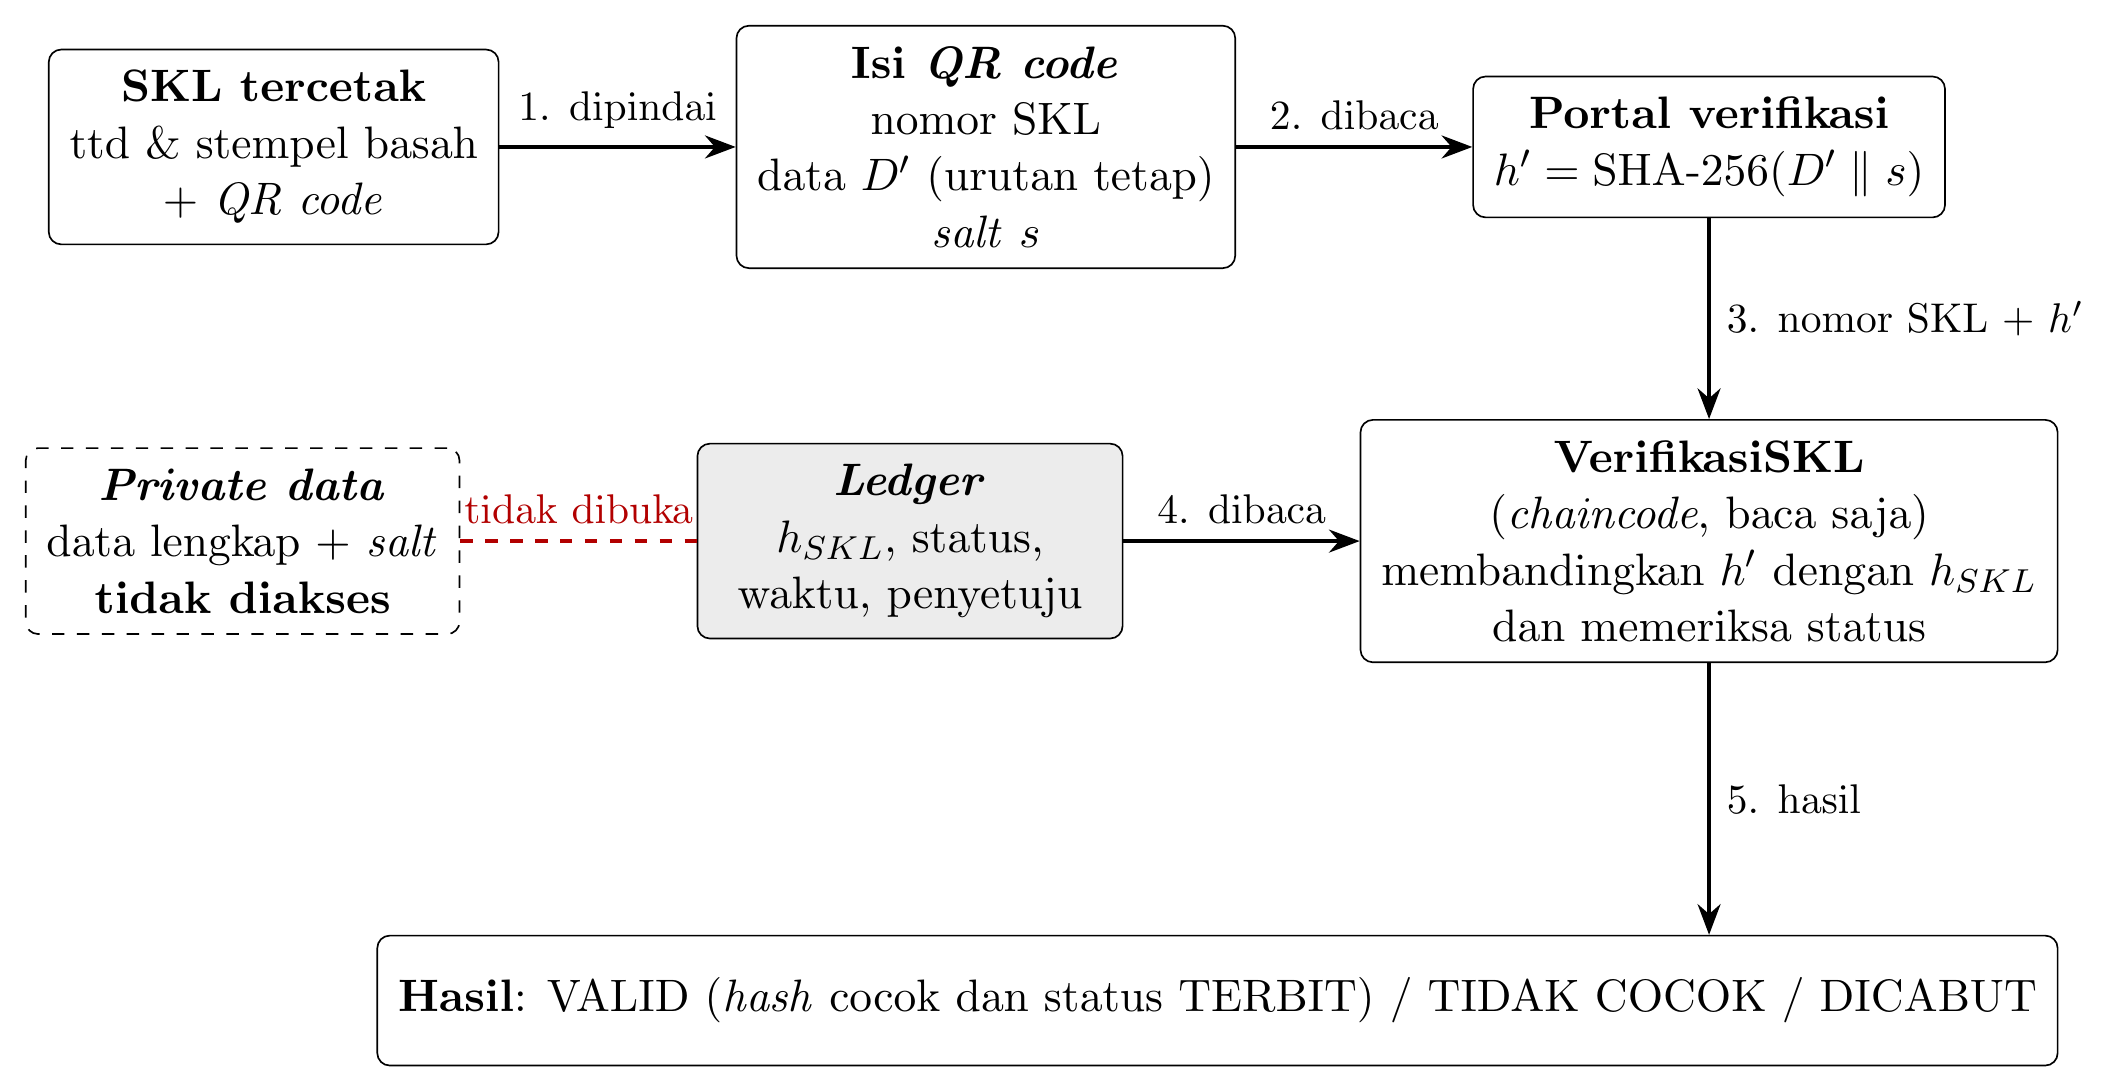 SKL tercetak
ttd & stempel basah
+ QR code
1. dipindai
Isi QR code
nomor SKL
data D′ (urutan tetap)
salt s
2. dibaca
Portal verifikasi
h′ = SHA-256(D′ ∥ s)
3. nomor SKL + h′
Private data
data lengkap + salt
tidak diakses
tidak dibuka
Ledger
h_SKL, status,
waktu, penyetuju
4. dibaca
VerifikasiSKL
(chaincode, baca saja)
membandingkan h′ dengan h_SKL
dan memeriksa status
5. hasil
Hasil: VALID (hash cocok dan status TERBIT) / TIDAK COCOK / DICABUT